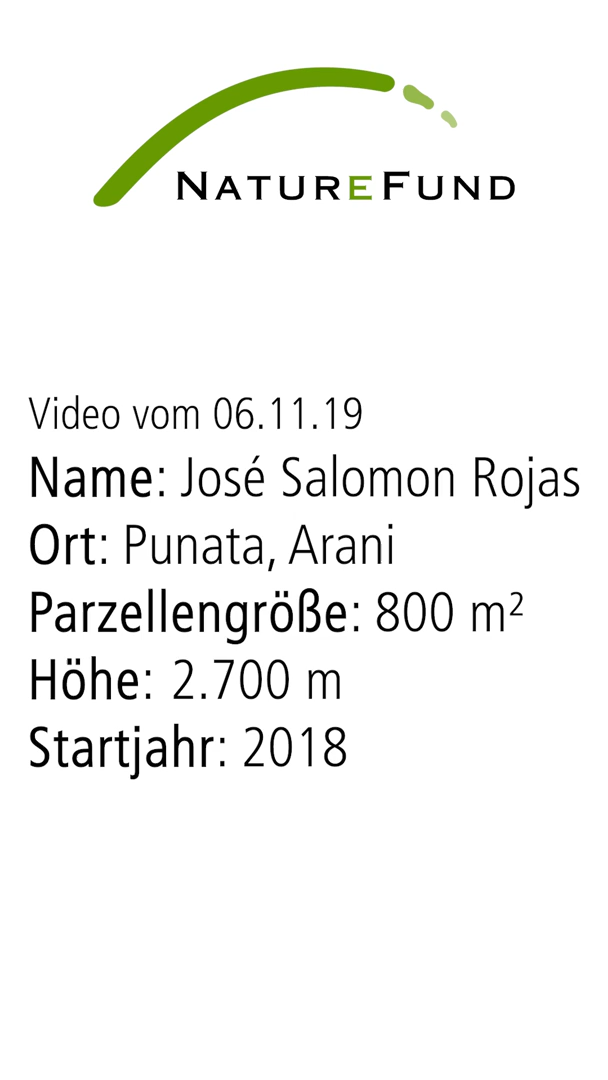 NATUREFUND
Video vom 06.11.19
Name: José Salomon Rojas
Ort: Punata, Arani
Parzellengröße: 800 m²
Höhe: 2.700 m
Startjahr: 2018